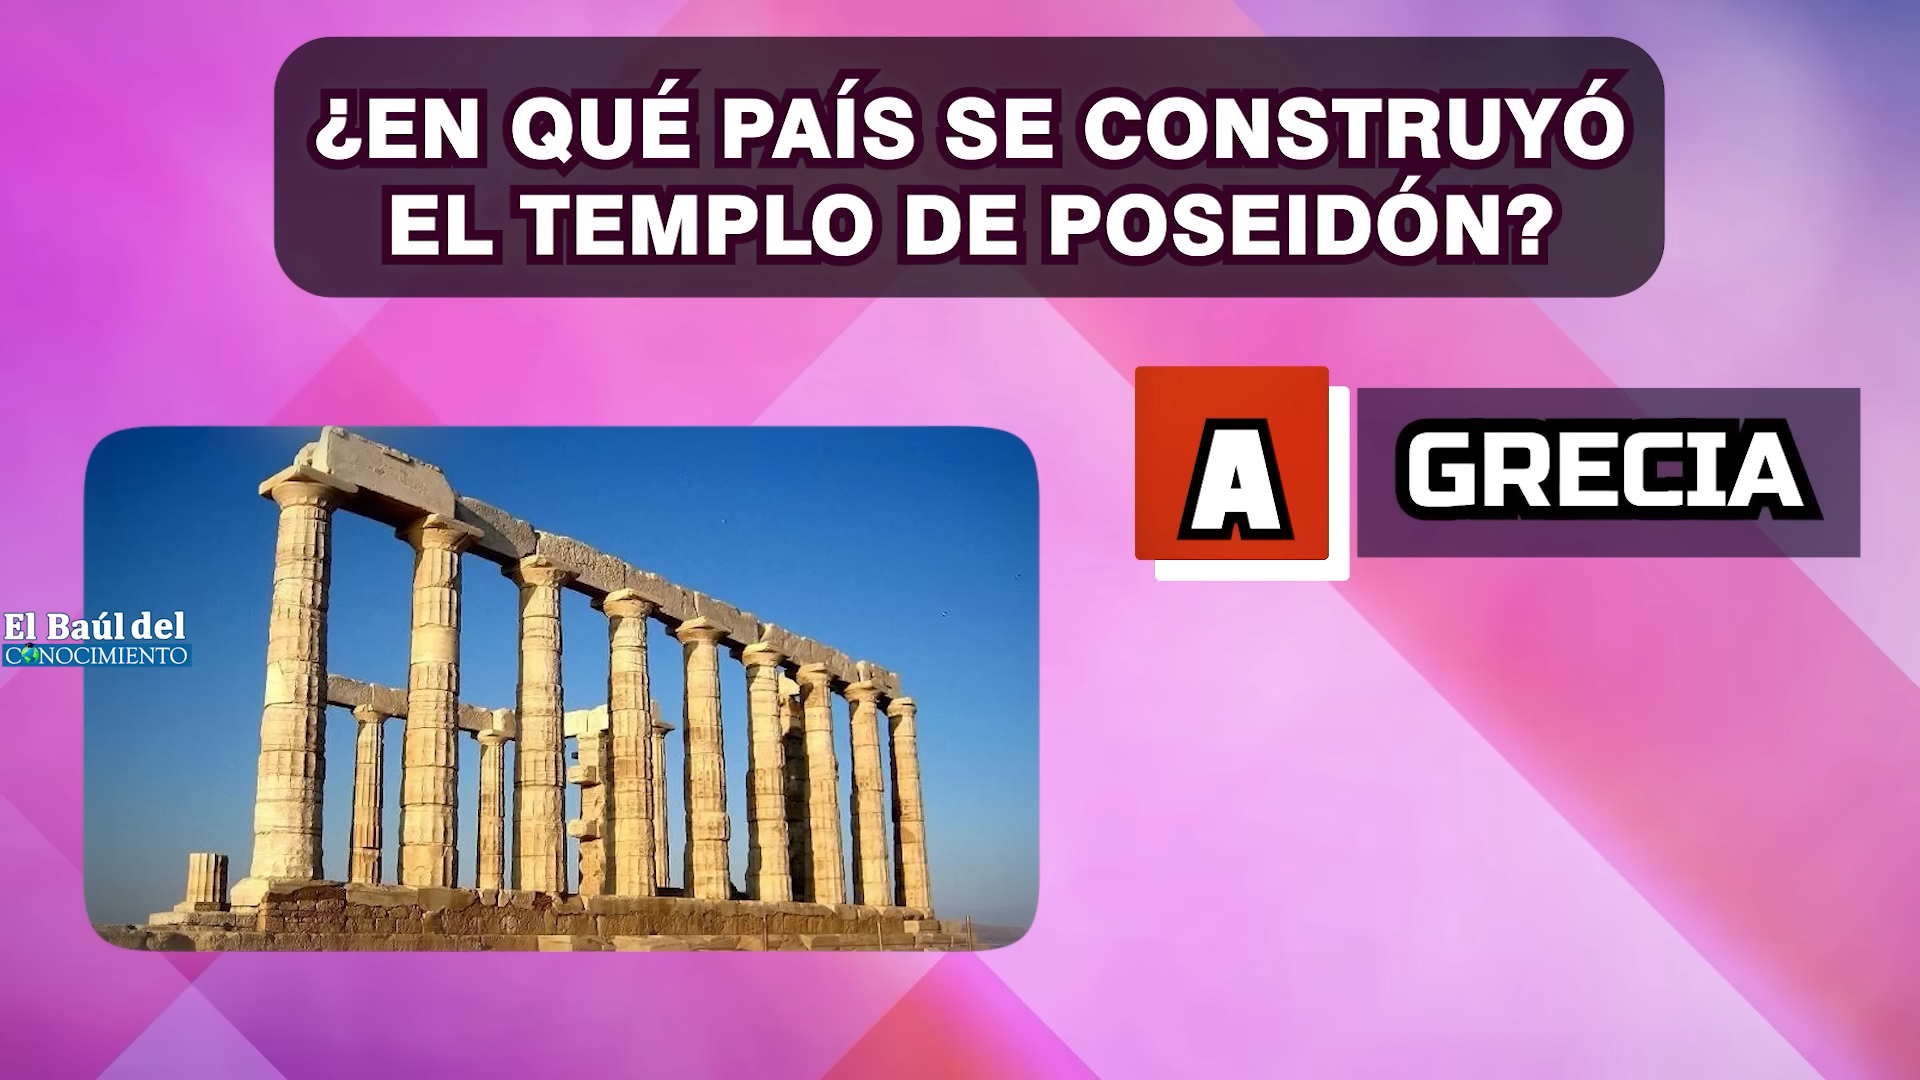 ¿EN QUÉ PAÍS SE CONSTRUYÓ
EL TEMPLO DE POSEIDÓN?
A GRECIA
El Baúl del
CONOCIMIENTO